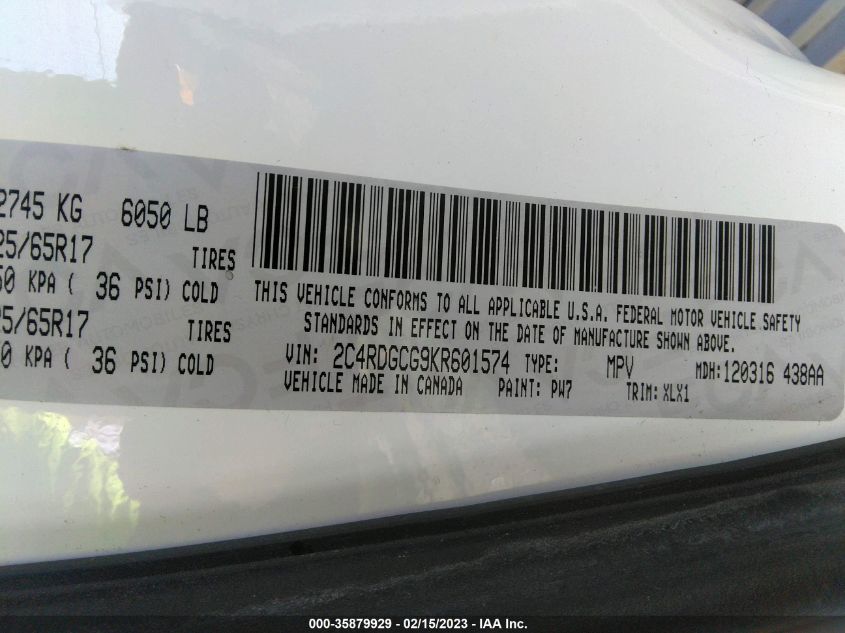 2745 KG 6050 LB
25/65R17 TIRES
50 KPA ( 36 PSI) COLD
25/65R17 TIRES
0 KPA ( 36 PSI) COLD
THIS VEHICLE CONFORMS TO ALL APPLICABLE U.S.A. FEDERAL MOTOR VEHICLE SAFETY
STANDARDS IN EFFECT ON THE DATE OF MANUFACTURE SHOWN ABOVE.
VIN: 2C4RDGCG9KR601574 TYPE: MPV MDH:120316 438AA
VEHICLE MADE IN CANADA PAINT: PW7 TRIM: XLX1
000-35879929 - 02/15/2023 - IAA Inc.